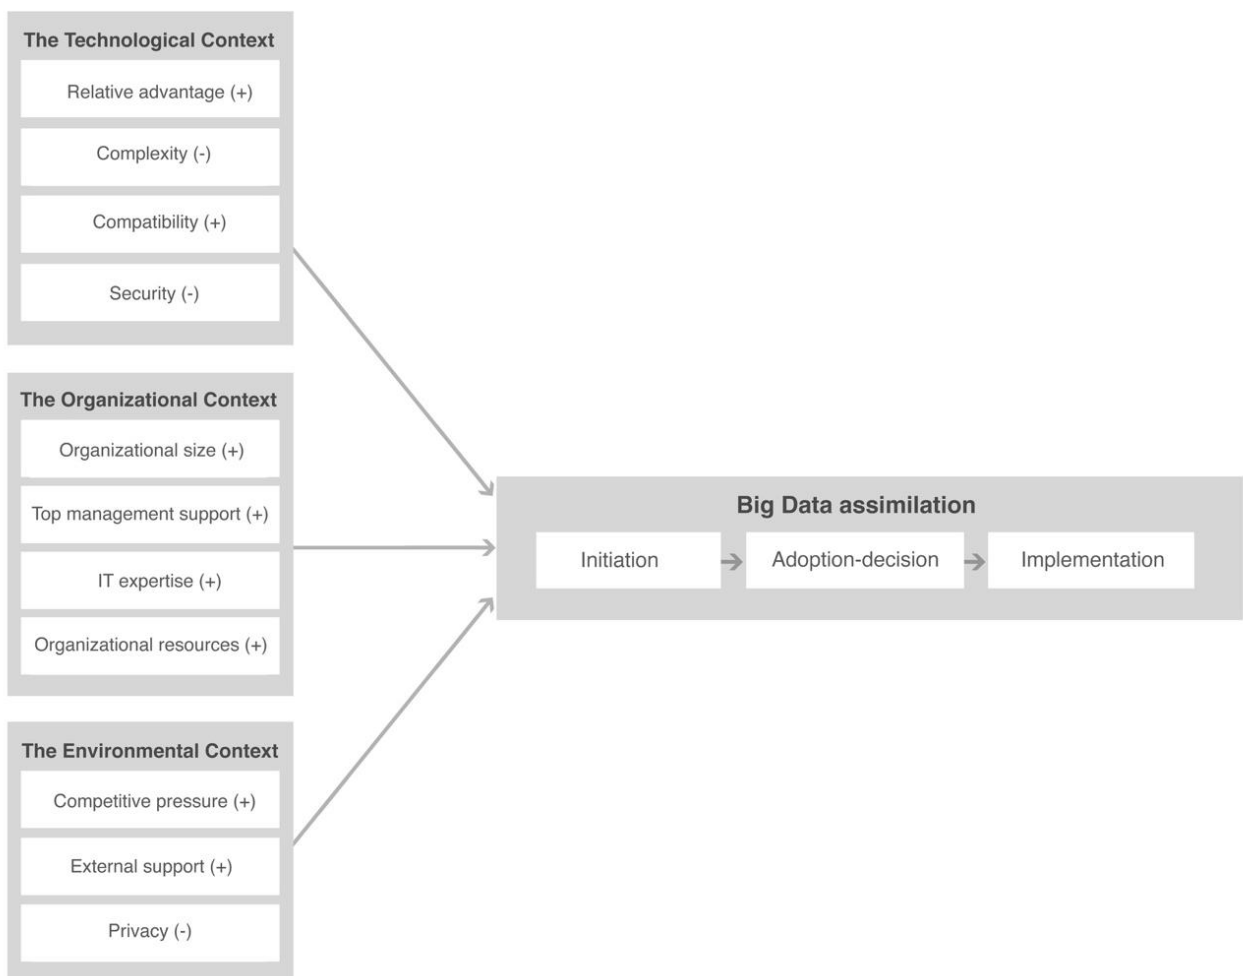 The Technological Context
Relative advantage (+)
Complexity (-)
Compatibility (+)
Security (-)
The Organizational Context
Organizational size (+)
Top management support (+)
IT expertise (+)
Organizational resources (+)
The Environmental Context
Competitive pressure (+)
External support (+)
Privacy (-)
Big Data assimilation
Initiation
Adoption-decision
Implementation